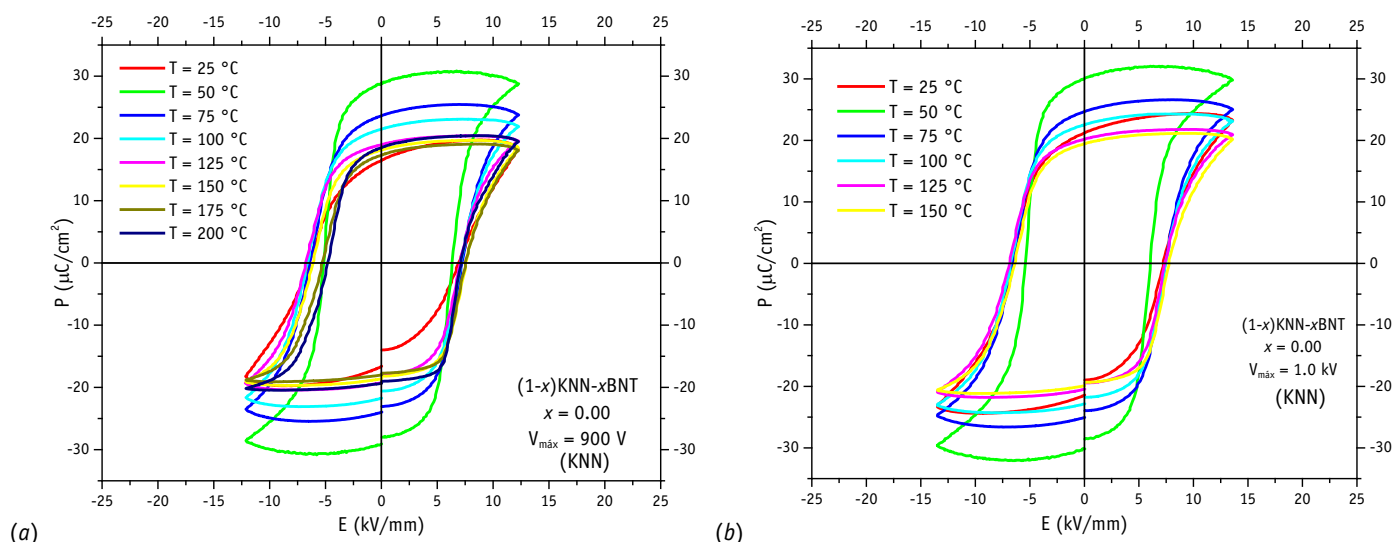 -25 -20 -15 -10 -5 0 5 10 15 20 25
T = 25 °C
T = 50 °C
T = 75 °C
T = 100 °C
T = 125 °C
T = 150 °C
T = 175 °C
T = 200 °C
30
20
10
0
-10
-20
-30
P (μC/cm²)
30
20
10
0
-10
-20
-30
(1-x)KNN-xBNT
x = 0.00
Vmáx = 900 V
(KNN)
-25 -20 -15 -10 -5 0 5 10 15 20 25
E (kV/mm)
(a)
-25 -20 -15 -10 -5 0 5 10 15 20 25
T = 25 °C
T = 50 °C
T = 75 °C
T = 100 °C
T = 125 °C
T = 150 °C
30
20
10
0
-10
-20
-30
P (μC/cm²)
30
20
10
0
-10
-20
-30
(1-x)KNN-xBNT
x = 0.00
Vmáx = 1.0 kV
(KNN)
-25 -20 -15 -10 -5 0 5 10 15 20 25
E (kV/mm)
(b)